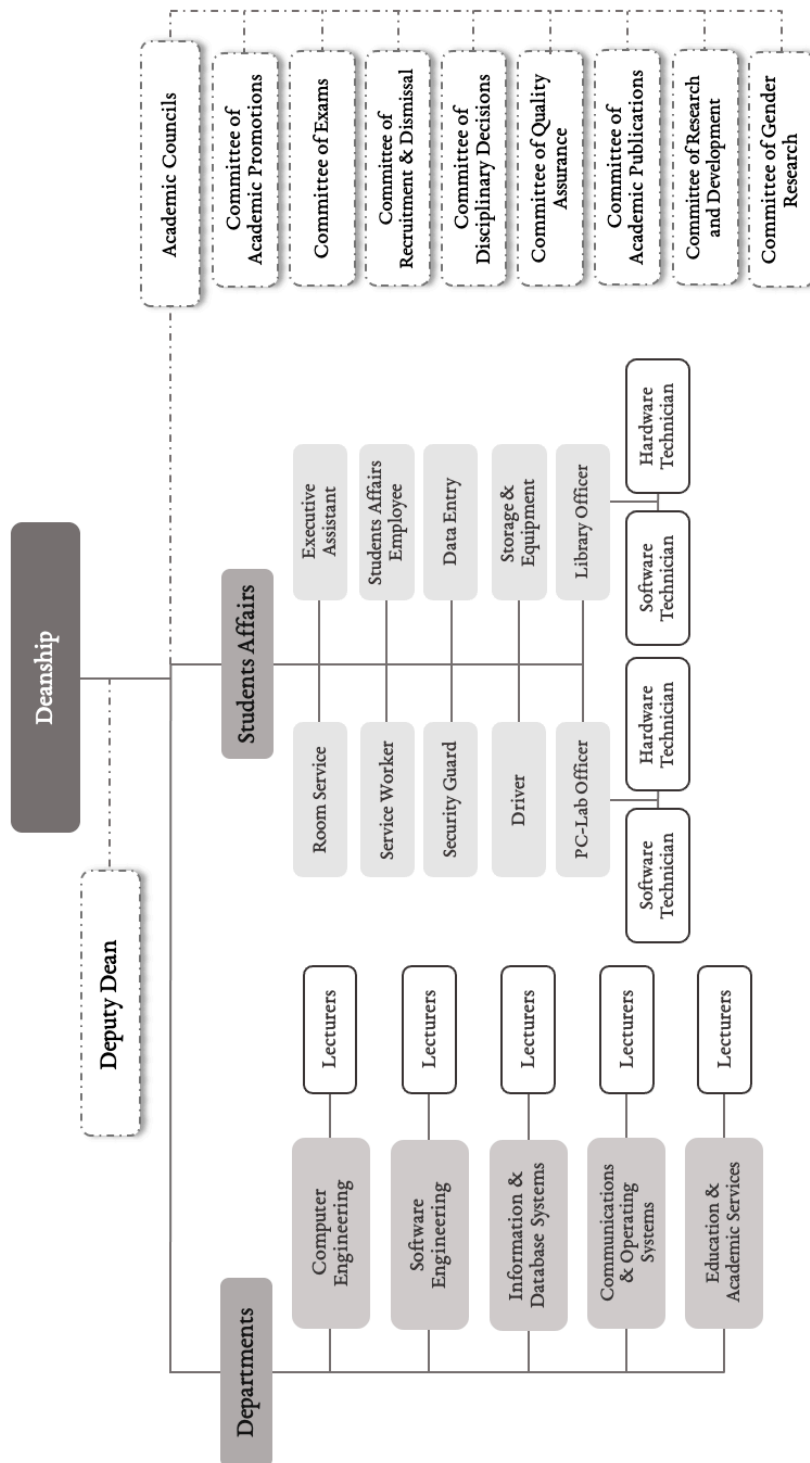 Deanship
Deputy Dean
Departments
Computer
Engineering
Lecturers
Software
Engineering
Lecturers
Information &
Database Systems
Lecturers
Communications
& Operating
Systems
Lecturers
Education &
Academic Services
Lecturers
Students Affairs
Room Service
Executive
Assistant
Service Worker
Students Affairs
Employee
Security Guard
Data Entry
Driver
Storage &
Equipment
PC-Lab Officer
Library Officer
Software
Technician
Hardware
Technician
Software
Technician
Hardware
Technician
Academic Councils
Committee of
Academic Promotions
Committee of Exams
Committee of
Recruitment & Dismissal
Committee of
Disciplinary Decisions
Committee of Quality
Assurance
Committee of
Academic Publications
Committee of Research
and Development
Committee of Gender
Research